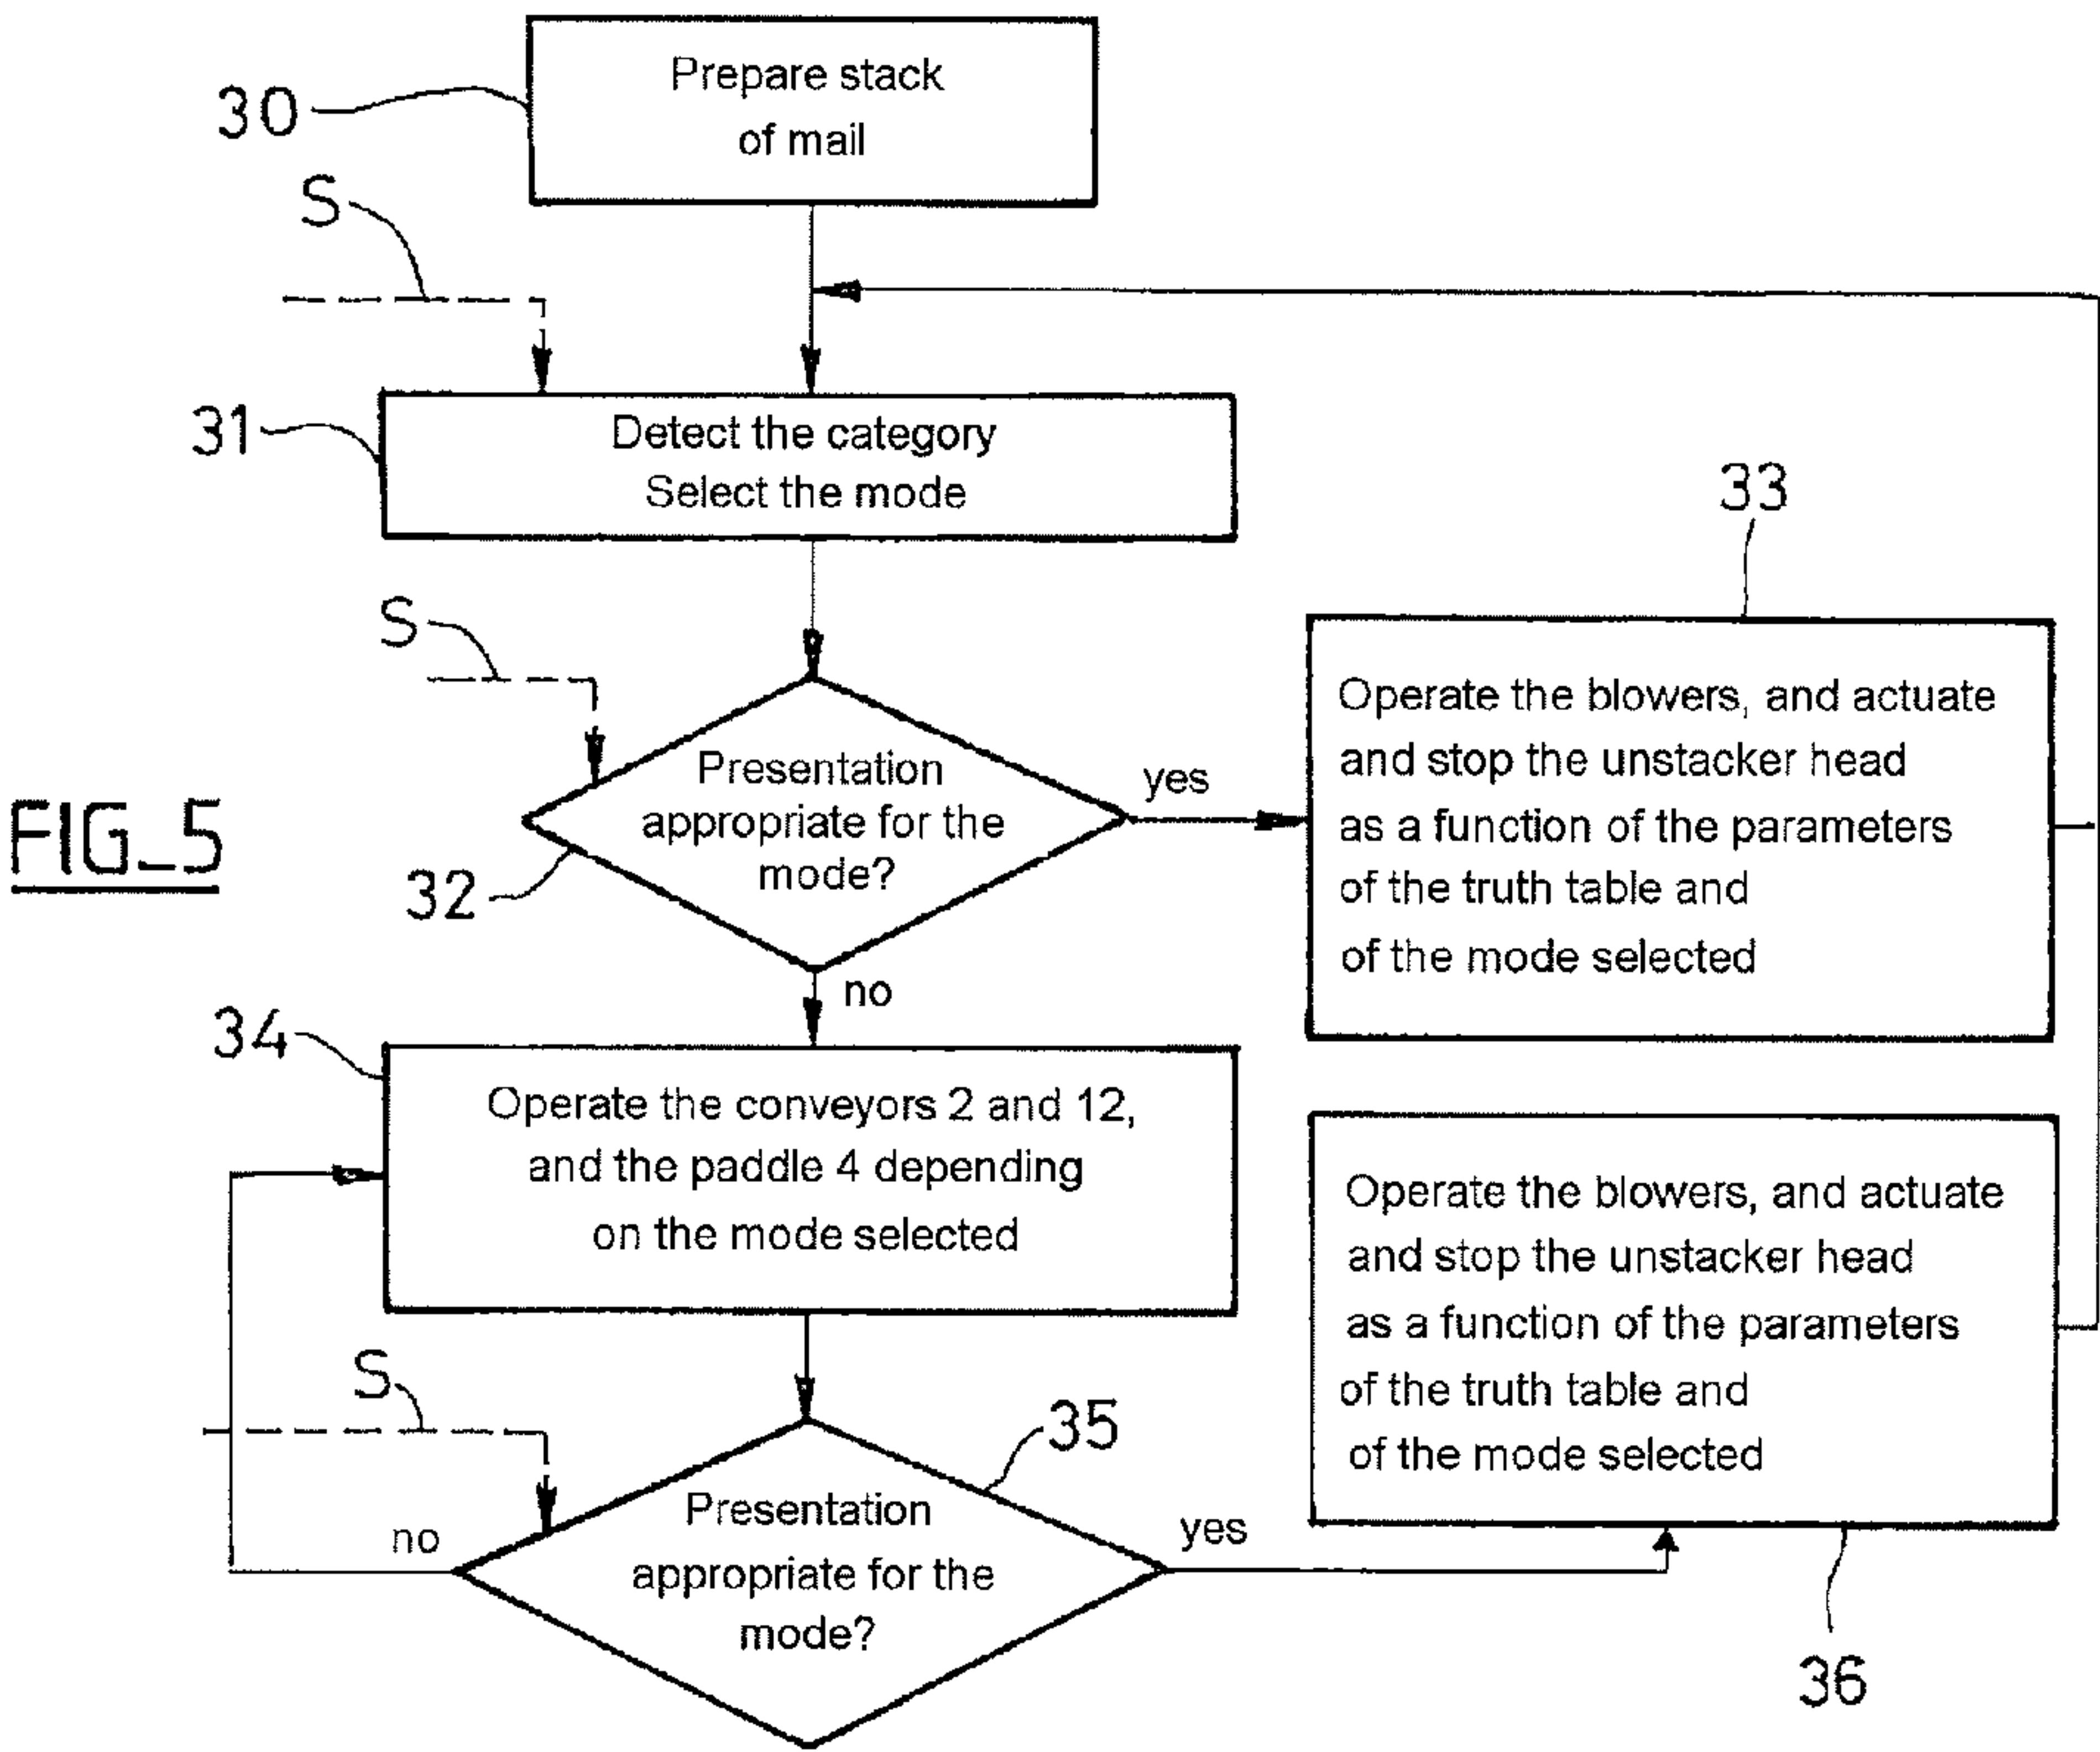 30
Prepare stack
of mail
S
31
Detect the category
Select the mode
33
S
Presentation
appropriate for the
mode?
yes
32
no
Operate the blowers, and actuate
and stop the unstacker head
as a function of the parameters
of the truth table and
of the mode selected
FIG_5
34
Operate the conveyors 2 and 12,
and the paddle 4 depending
on the mode selected
Operate the blowers, and actuate
and stop the unstacker head
as a function of the parameters
of the truth table and
of the mode selected
S
35
no
Presentation
appropriate for the
mode?
yes
36